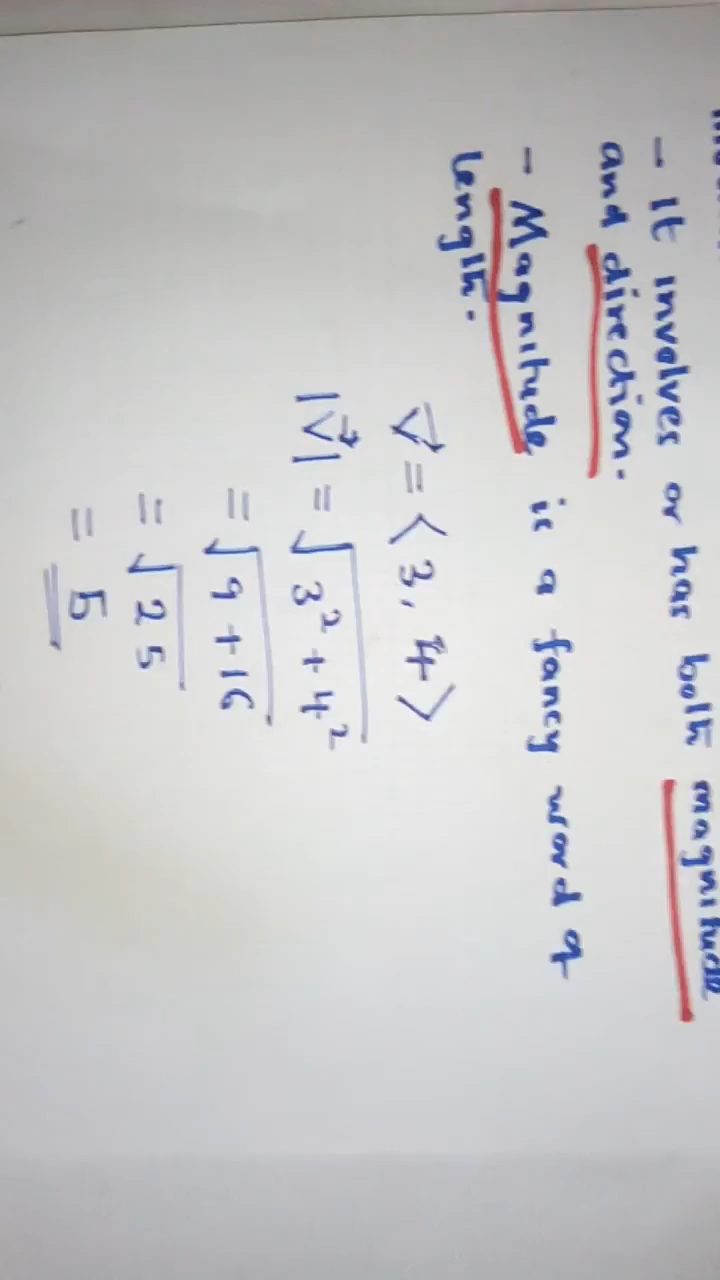 - It involves or has both magnitude
and direction.
- Magnitude is a fancy word of
length.
V⃗ = ⟨3, 4⟩
|V⃗| = √(3² + 4²)
= √(9 + 16)
= √25
= 5